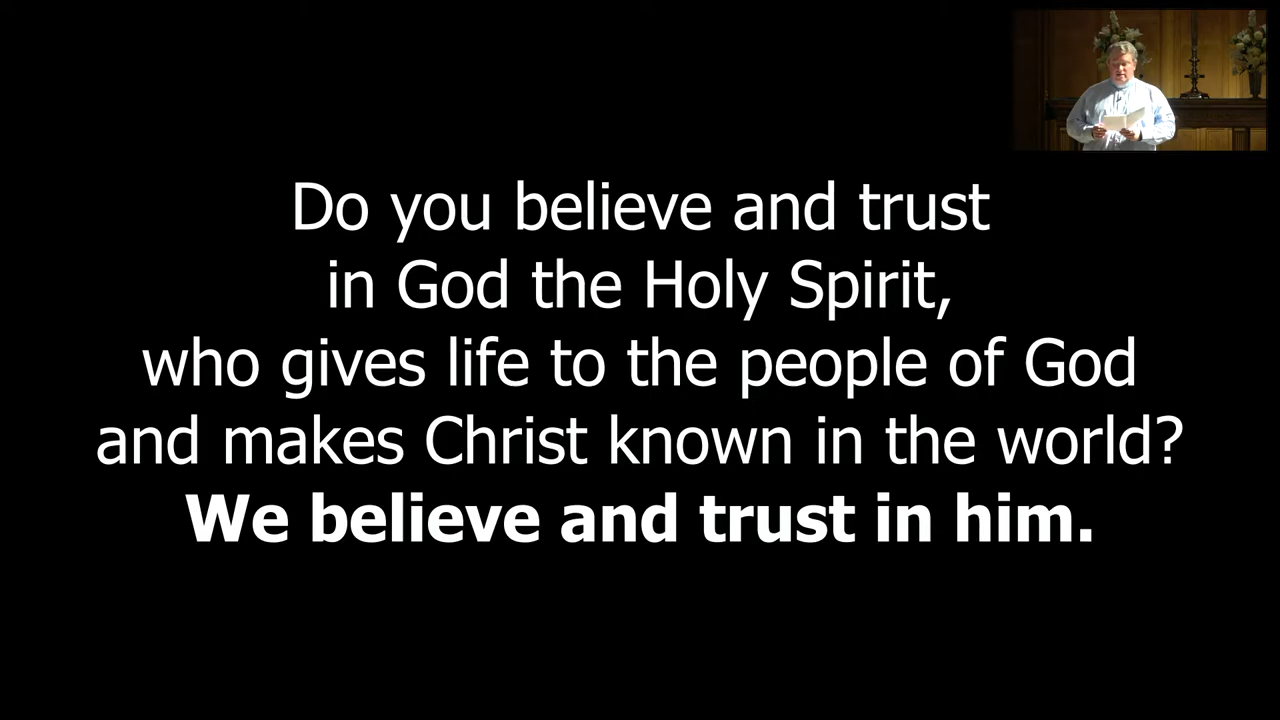 Do you believe and trust
in God the Holy Spirit,
who gives life to the people of God
and makes Christ known in the world?
We believe and trust in him.